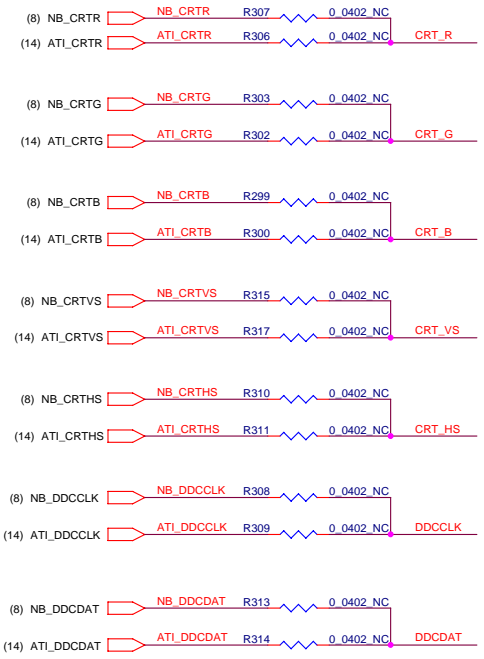 (8) NB_CRTR NB_CRTR R307 0_0402_NC
(14) ATI_CRTR ATI_CRTR R306 0_0402_NC CRT_R
(8) NB_CRTG NB_CRTG R303 0_0402_NC
(14) ATI_CRTG ATI_CRTG R302 0_0402_NC CRT_G
(8) NB_CRTB NB_CRTB R299 0_0402_NC
(14) ATI_CRTB ATI_CRTB R300 0_0402_NC CRT_B
(8) NB_CRTVS NB_CRTVS R315 0_0402_NC
(14) ATI_CRTVS ATI_CRTVS R317 0_0402_NC CRT_VS
(8) NB_CRTHS NB_CRTHS R310 0_0402_NC
(14) ATI_CRTHS ATI_CRTHS R311 0_0402_NC CRT_HS
(8) NB_DDCCLK NB_DDCCLK R308 0_0402_NC
(14) ATI_DDCCLK ATI_DDCCLK R309 0_0402_NC DDCCLK
(8) NB_DDCDAT NB_DDCDAT R313 0_0402_NC
(14) ATI_DDCDAT ATI_DDCDAT R314 0_0402_NC DDCDAT